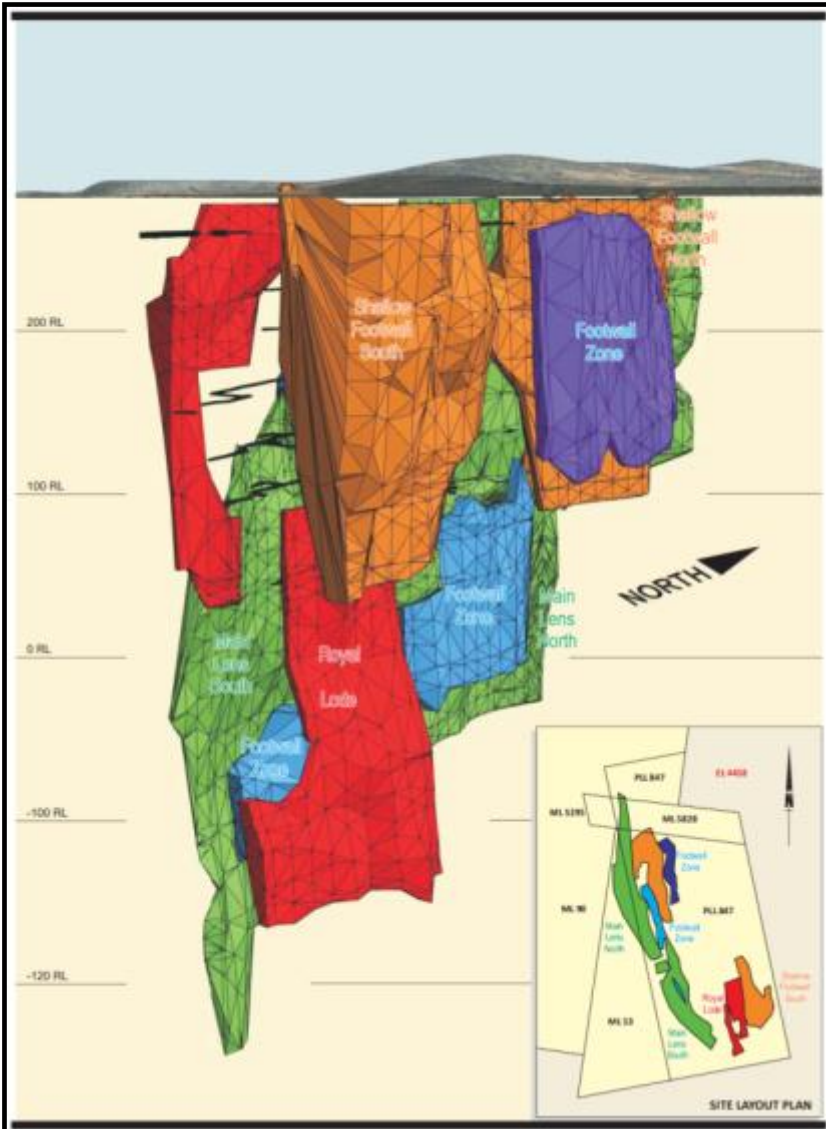 Shallow
Footwall
North
200 RL
Shallow
Footwall
South
Footwall
Zone
100 RL
NORTH
Footwall
Zone
Main
Lens
North
0 RL
Main
Lens
South
Royal
Lode
Footwall
Zone
-100 RL
-120 RL
PLL 847
EL 4458
N
ML 5828
Footwall
Zone
ML 98
PLL 847
Main
Lens
North
Footwall
Zone
Shallow
Footwall
South
Royal
Lode
ML 53
Main
Lens
South
SITE LAYOUT PLAN